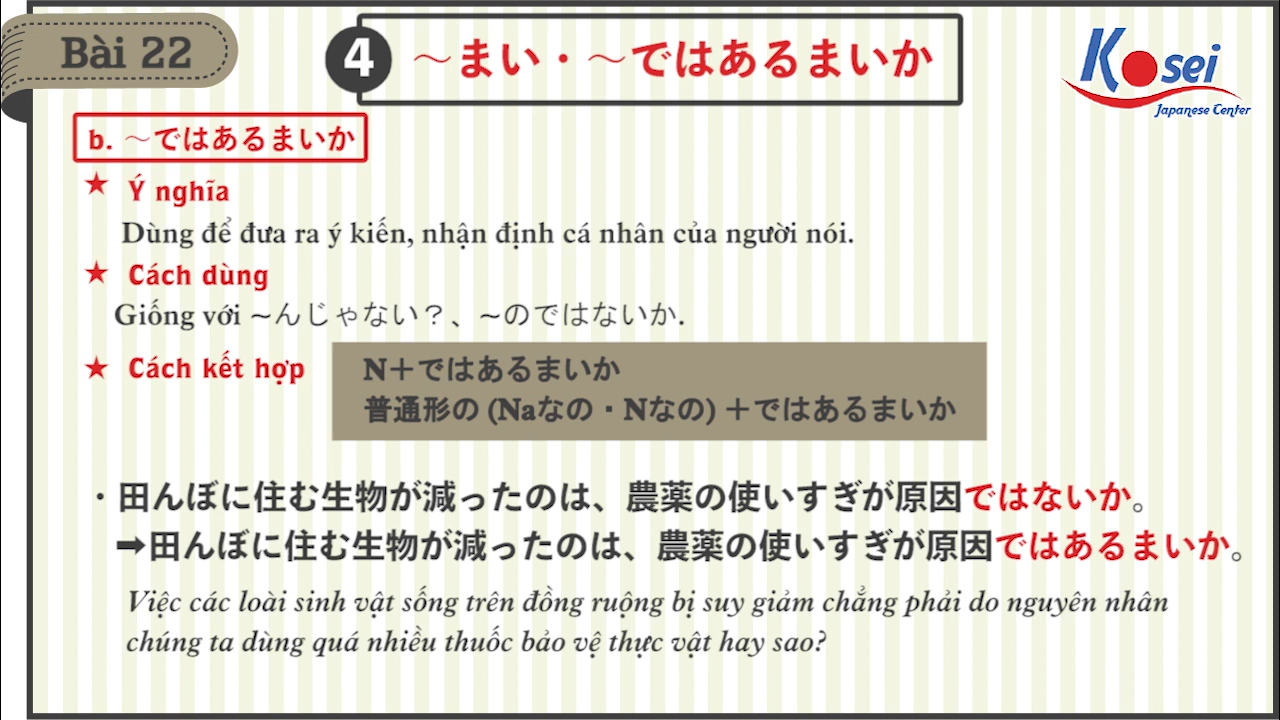 Bài 22
4 ～まい・～ではあるまいか
Kosei
Japanese Center
b. ～ではあるまいか
★ Ý nghĩa
Dùng để đưa ra ý kiến, nhận định cá nhân của người nói.
★ Cách dùng
Giống với ~んじゃない？、~のではないか.
★ Cách kết hợp
N＋ではあるまいか
普通形の (Naなの・Nなの) ＋ではあるまいか
・田んぼに住む生物が減ったのは、農薬の使いすぎが原因ではないか。
➡田んぼに住む生物が減ったのは、農薬の使いすぎが原因ではあるまいか。
Việc các loài sinh vật sống trên đồng ruộng bị suy giảm chẳng phải do nguyên nhân
chúng ta dùng quá nhiều thuốc bảo vệ thực vật hay sao?